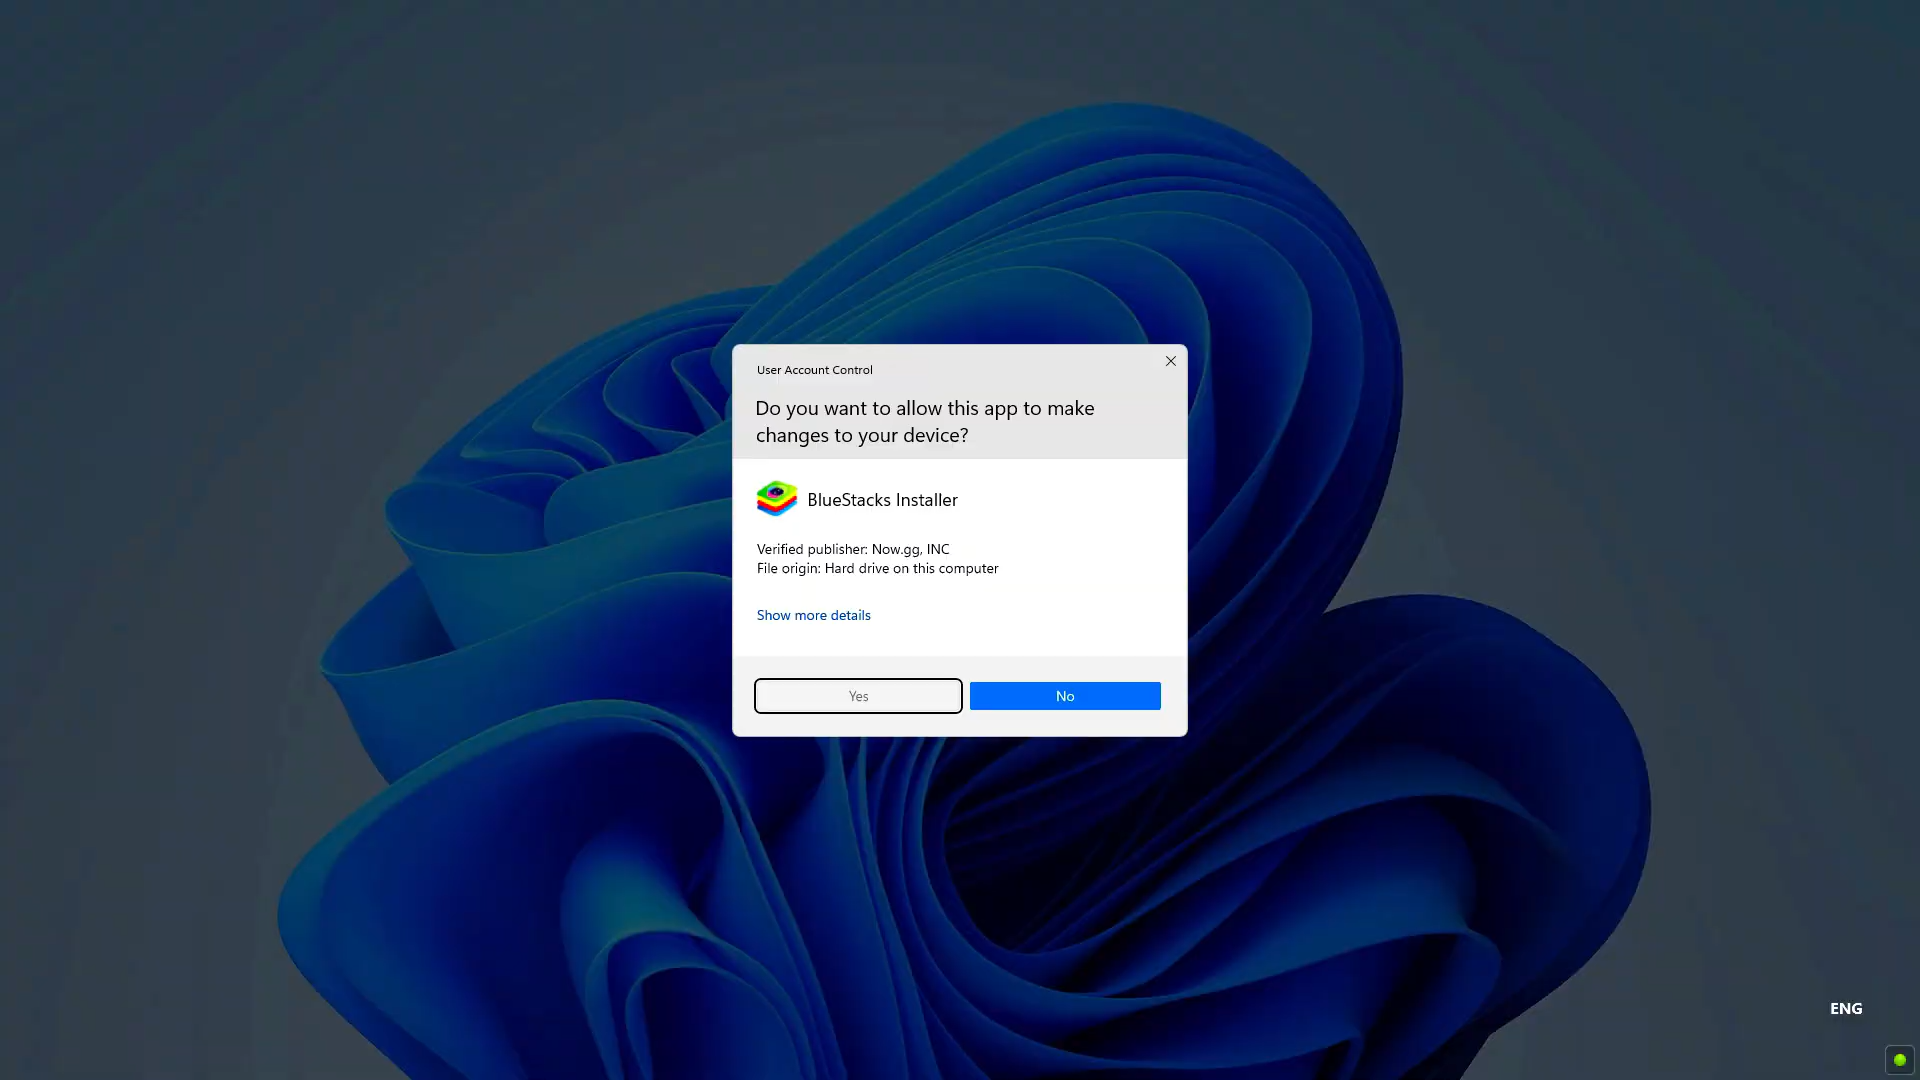 User Account Control
Do you want to allow this app to make
changes to your device?
BlueStacks Installer
Verified publisher: Now.gg, INC
File origin: Hard drive on this computer
Show more details
Yes
No
ENG